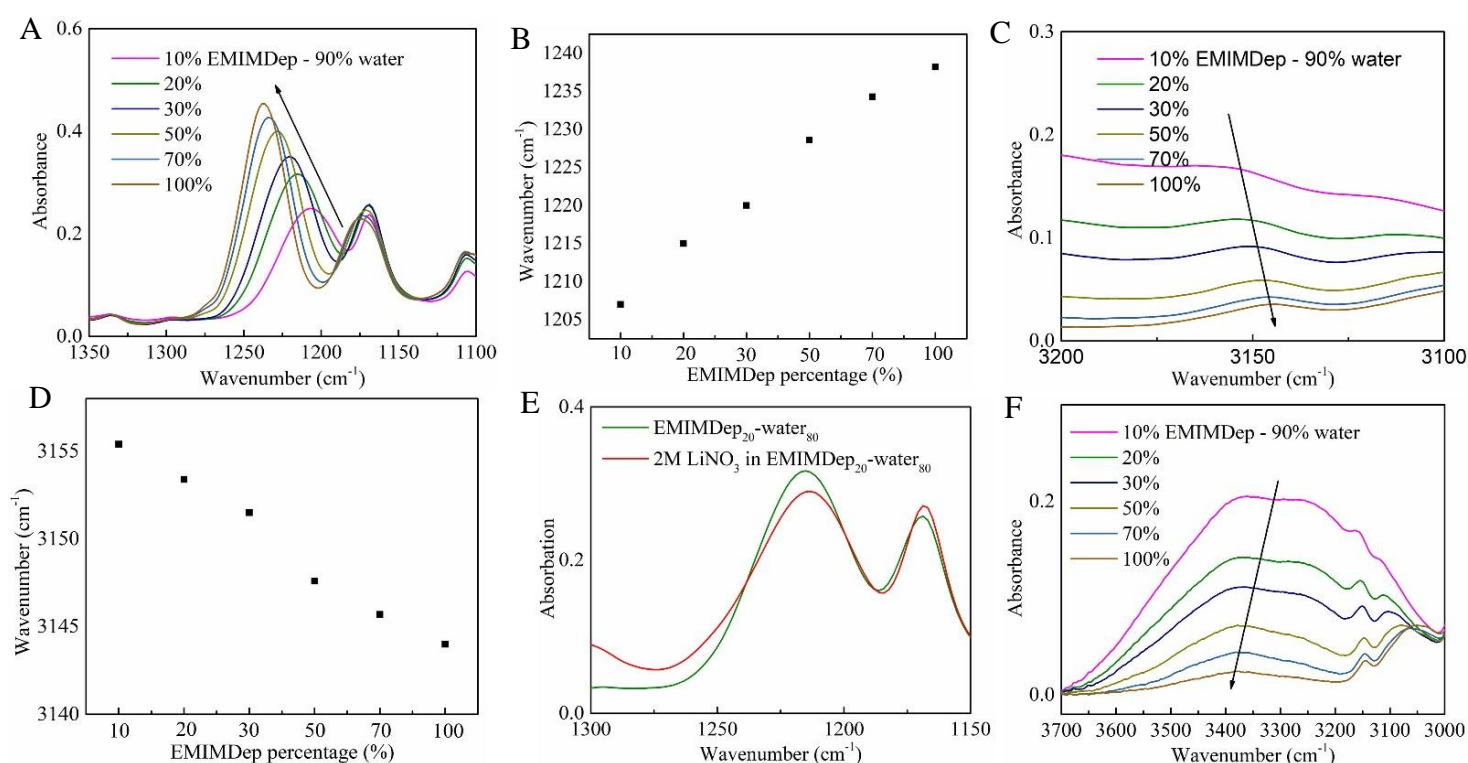 A
0.6
0.4
0.2
0.0
Absorbance
10% EMIMDep - 90% water
20%
30%
50%
70%
100%
1350 1300 1250 1200 1150 1100
Wavenumber (cm-1)
B
1240
1235
1230
1225
1220
1215
1210
1205
Wavenumber (cm-1)
10 20 30 50 70 100
EMIMDep percentage (%)
C
0.3
0.2
0.1
0.0
Absorbance
10% EMIMDep - 90% water
20%
30%
50%
70%
100%
3200 3150 3100
Wavenumber (cm-1)
D
3155
3150
3145
3140
Wavenumber (cm-1)
10 20 30 50 70 100
EMIMDep percentage (%)
E
0.4
0.2
0.0
Absorbation
EMIMDep20-water80
2M LiNO3 in EMIMDep20-water80
1300 1250 1200 1150
Wavenumber (cm-1)
F
0.2
0.0
Absorbance
10% EMIMDep - 90% water
20%
30%
50%
70%
100%
3700 3600 3500 3400 3300 3200 3100 3000
Wavenumber (cm-1)